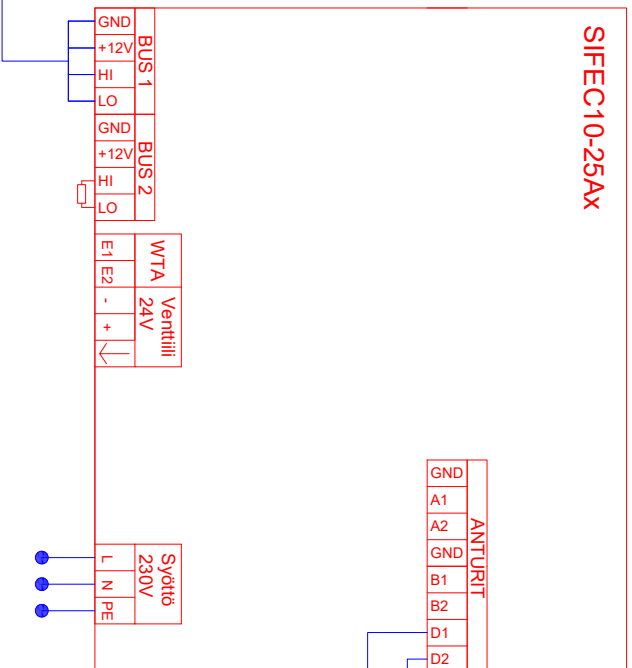 SIFEC10-25Ax
BUS 1
GND
+12V
HI
LO
BUS 2
GND
+12V
HI
LO
WTA
E1
E2
Venttiili
24V
-
+
Syöttö
230V
L
N
PE
ANTURIT
GND
A1
A2
GND
B1
B2
D1
D2